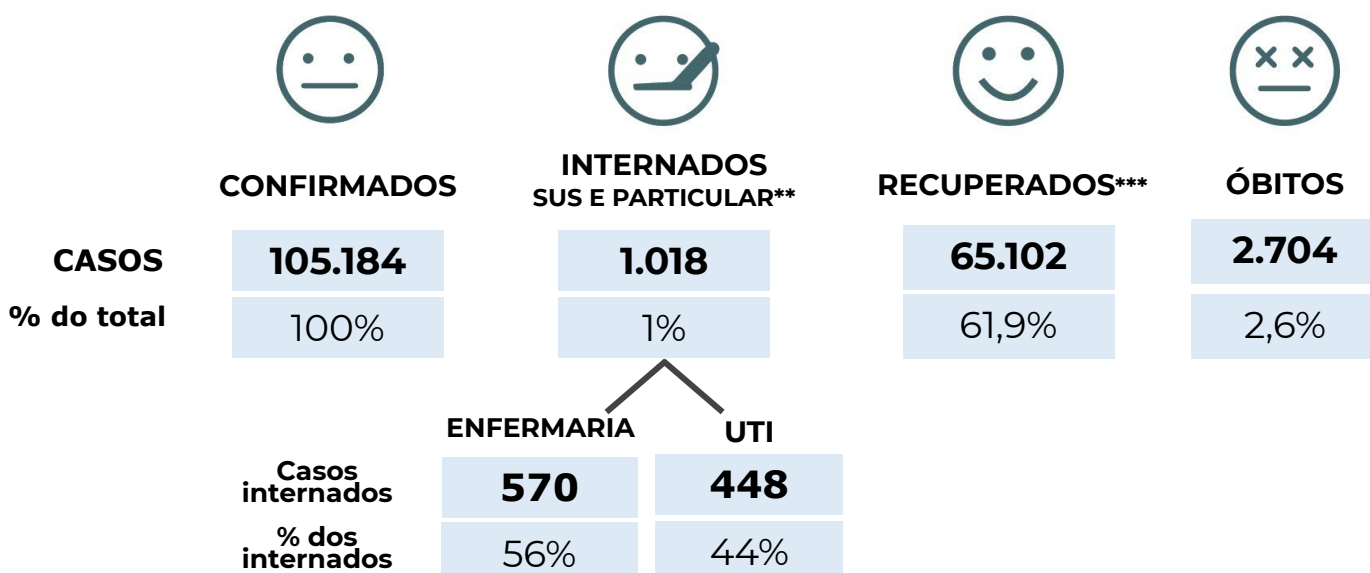 CONFIRMADOS
INTERNADOS
SUS E PARTICULAR**
RECUPERADOS***
ÓBITOS
CASOS
105.184
1.018
65.102
2.704
% do total
100%
1%
61,9%
2,6%
ENFERMARIA
UTI
Casos
internados
570
448
% dos
internados
56%
44%